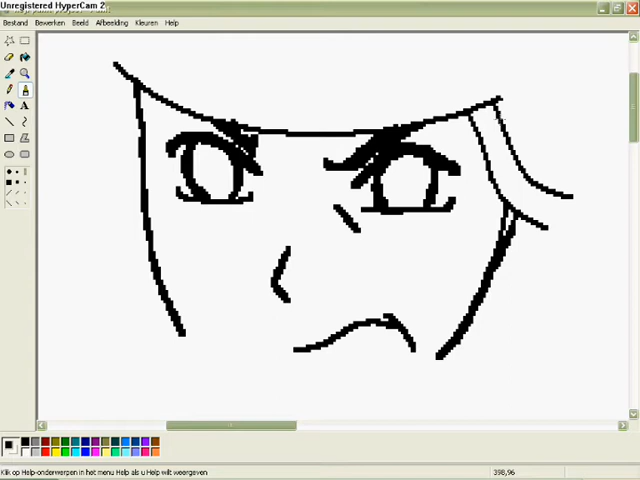 Unregistered HyperCam 2
Bestand Bewerken Beeld Afbeelding Kleuren Help
A
Klik op Help-onderwerpen in het menu Help als u Help wilt weergeven
398,96